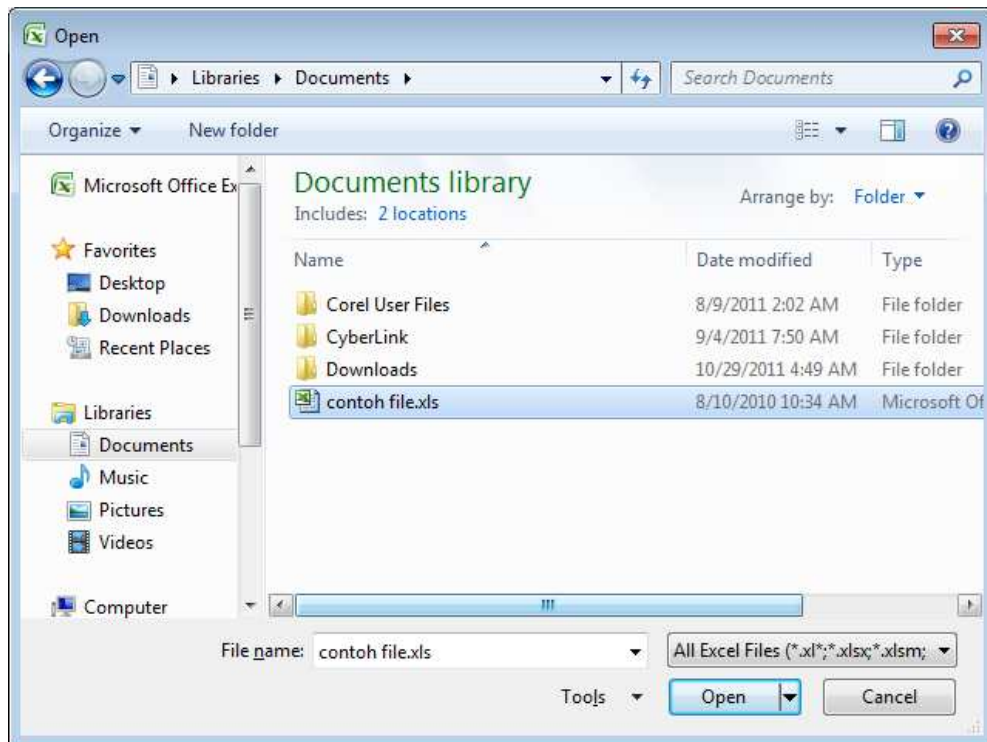 Open
Libraries Documents
Search Documents
Organize New folder
Microsoft Office Ex
Favorites
Desktop
Downloads
Recent Places
Libraries
Documents
Music
Pictures
Videos
Computer
Documents library
Includes: 2 locations
Arrange by: Folder
Name Date modified Type
Corel User Files 8/9/2011 2:02 AM File folder
CyberLink 9/4/2011 7:50 AM File folder
Downloads 10/29/2011 4:49 AM File folder
contoh file.xls 8/10/2010 10:34 AM Microsoft Of
File name: contoh file.xls All Excel Files (*.xl*;*.xlsx;*.xlsm;
Tools Open Cancel